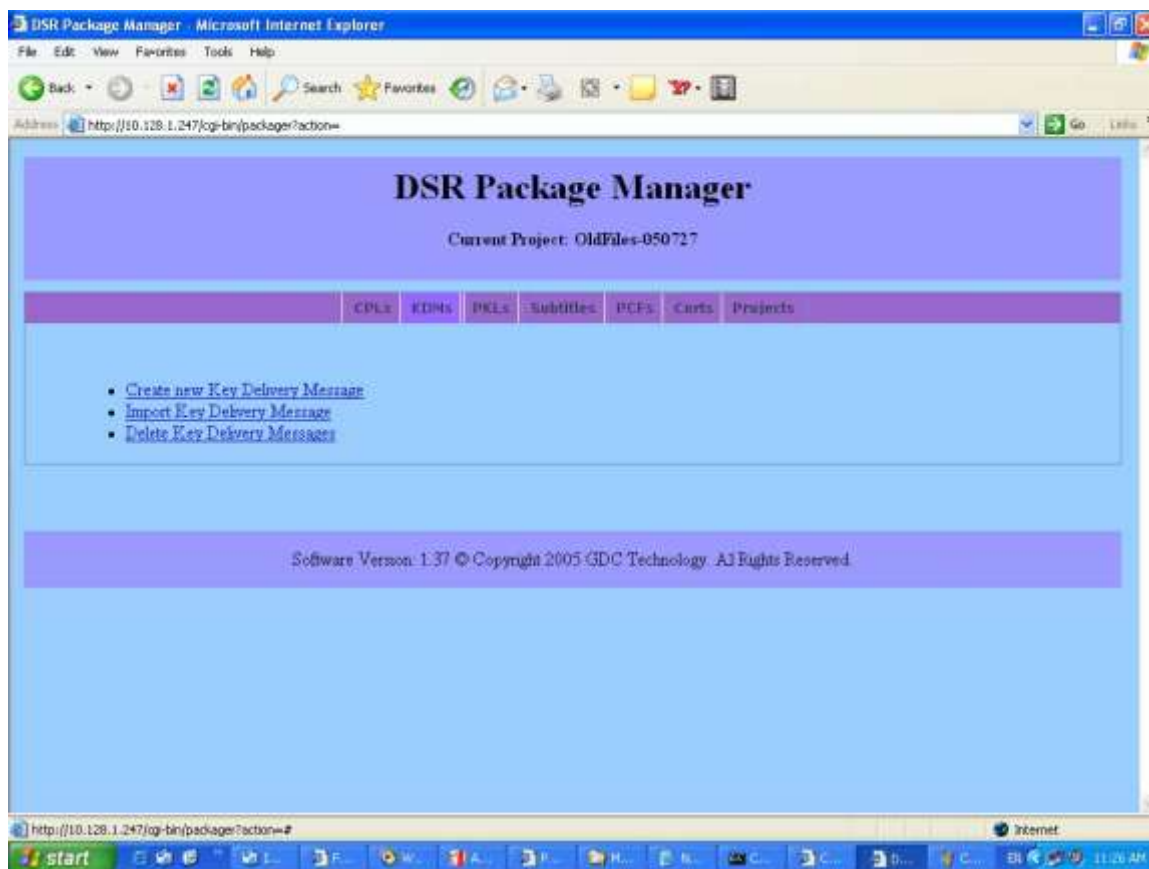 DSR Package Manager - Microsoft Internet Explorer
File Edit View Favorites Tools Help
Back Search Favorites
Address http://10.128.1.247/cgi-bin/packager?action= Go Links
DSR Package Manager
Current Project: OldFiles-050727
CPLs KDMs PKLs Subtitles PCFs Certs Projects
Create new Key Delivery Message
Import Key Delivery Message
Delete Key Delivery Messages
Software Version: 1.37 © Copyright 2005 GDC Technology. All Rights Reserved.
http://10.128.1.247/cgi-bin/packager?action=# Internet
start EN 11:26 AM